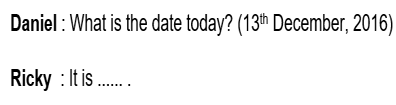 Daniel : What is the date today? (13th December, 2016)
Ricky : It is ...... .